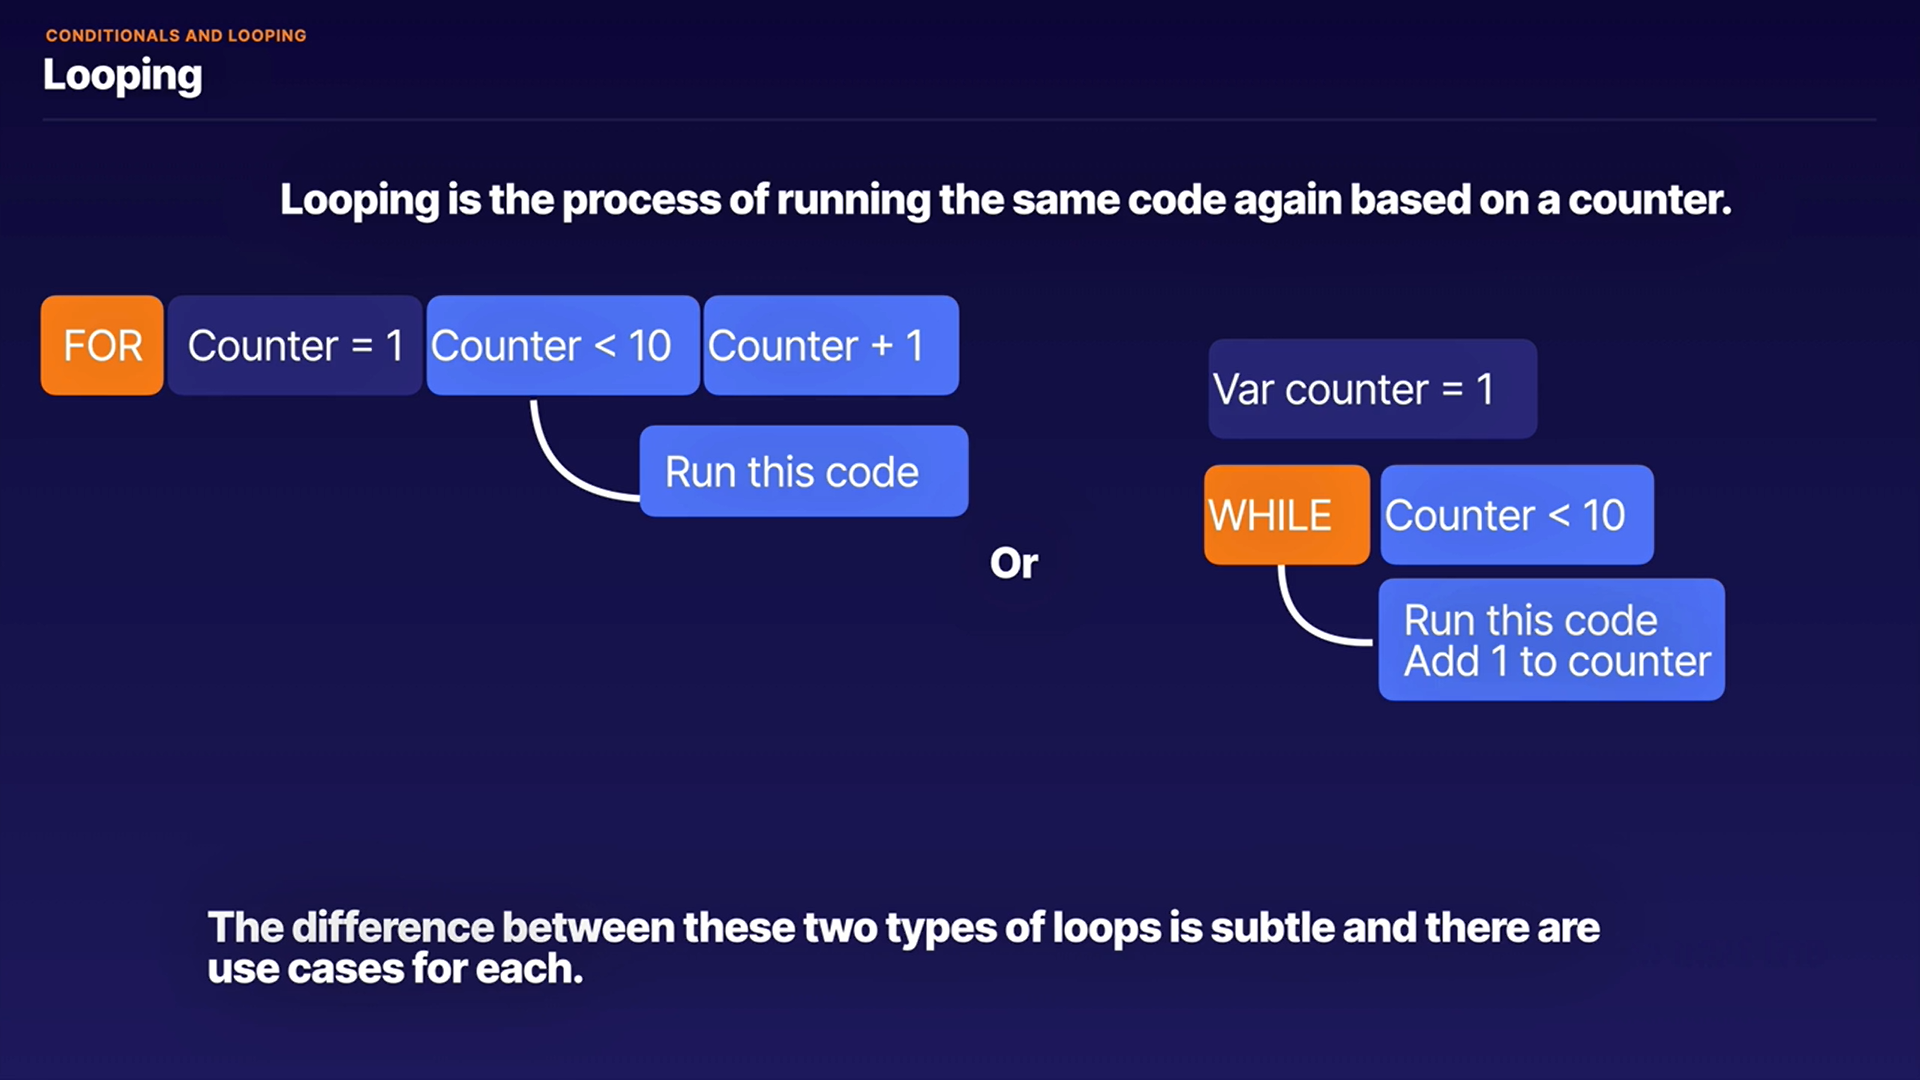 CONDITIONALS AND LOOPING
Looping
Looping is the process of running the same code again based on a counter.
FOR Counter = 1 Counter < 10 Counter + 1
Run this code
Or
Var counter = 1
WHILE Counter < 10
Run this code
Add 1 to counter
The difference between these two types of loops is subtle and there are
use cases for each.